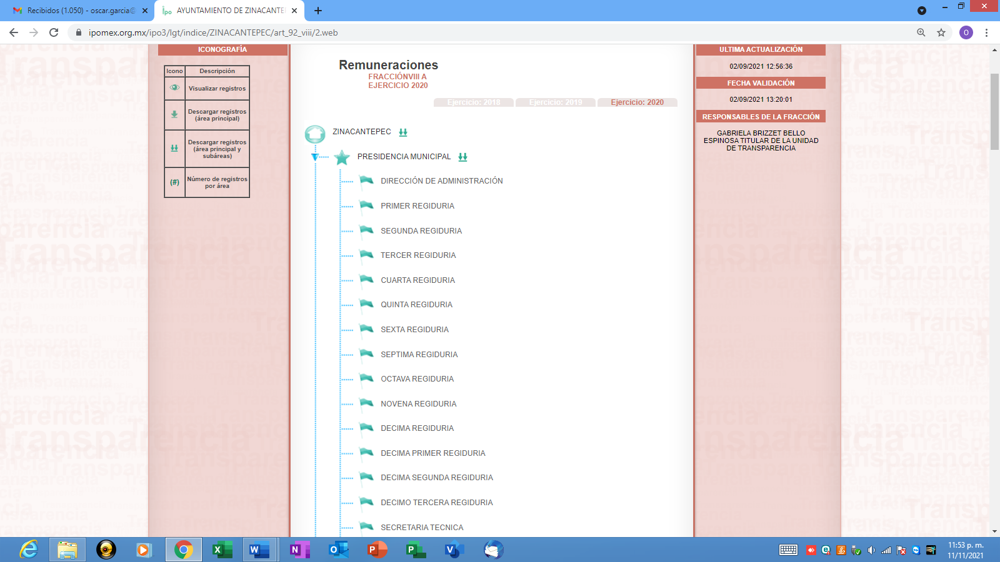 Recibidos (1.050) - oscar.garcia@
AYUNTAMIENTO DE ZINACANTE
ipomex.org.mx/ipo3/lgt/indice/ZINACANTEPEC/art_92_viii/2.web
O
ICONOGRAFÍA
Icono Descripción
Visualizar registros
Descargar registros
(área principal)
Descargar registros
(área principal y
subáreas)
(#) Número de registros
por área
Remuneraciones
FRACCIÓNVIII A
EJERCICIO 2020
Ejercicio: 2018 Ejercicio: 2019 Ejercicio: 2020
ZINACANTEPEC
PRESIDENCIA MUNICIPAL
DIRECCIÓN DE ADMINISTRACIÓN
PRIMER REGIDURIA
SEGUNDA REGIDURIA
TERCER REGIDURIA
CUARTA REGIDURIA
QUINTA REGIDURIA
SEXTA REGIDURIA
SEPTIMA REGIDURIA
OCTAVA REGIDURIA
NOVENA REGIDURIA
DECIMA REGIDURIA
DECIMA PRIMER REGIDURIA
DECIMA SEGUNDA REGIDURIA
DECIMO TERCERA REGIDURIA
SECRETARIA TECNICA
ULTIMA ACTUALIZACIÓN
02/09/2021 12:56:36
FECHA VALIDACIÓN
02/09/2021 13:20:01
RESPONSABLES DE LA FRACCIÓN
GABRIELA BRIZZET BELLO
ESPINOSA TITULAR DE LA UNIDAD
DE TRANSPARENCIA
11:53 p. m.
11/11/2021